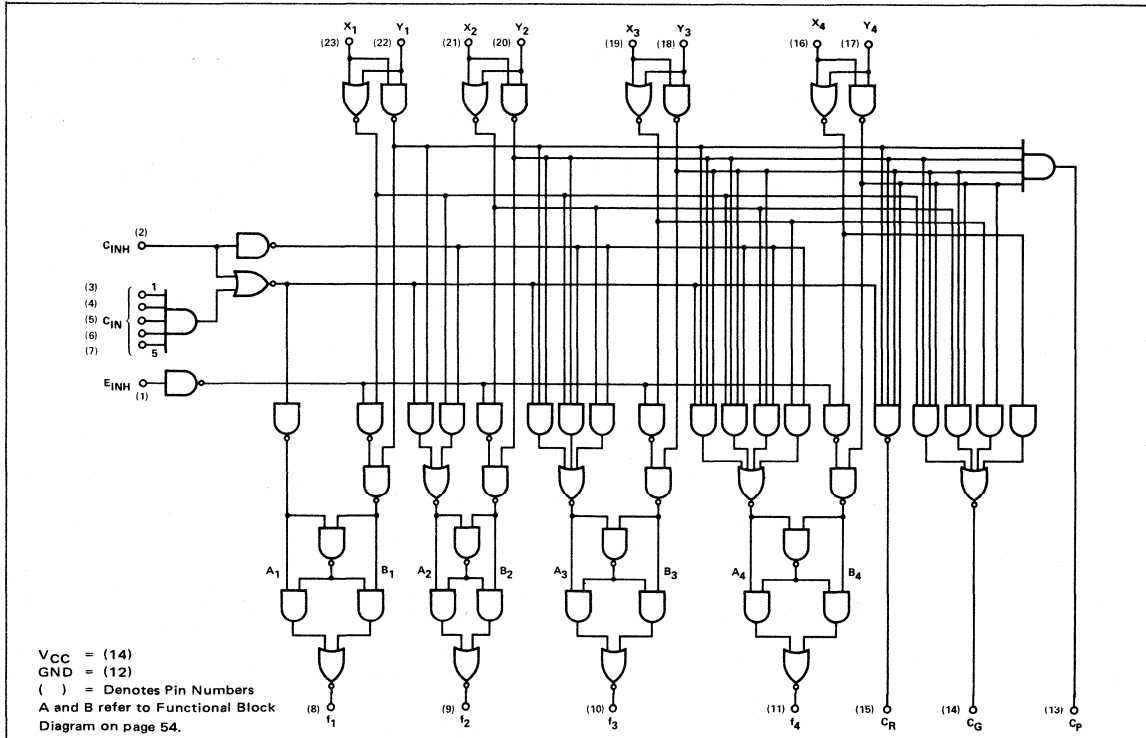 X1 Y1 X2 Y2 X3 Y3 X4 Y4
(23) (22) (21) (20) (19) (18) (16) (17)
(2)
CINH
(3) 1
(4)
(5) CIN
(6)
(7) 5
EINH
(1)
A1 B1 A2 B2 A3 B3 A4 B4
VCC = (14)
GND = (12)
( ) = Denotes Pin Numbers
A and B refer to Functional Block
Diagram on page 54.
(8) (9) (10) (11) (15) (14) (13)
f1 f2 f3 f4 CR CG CP